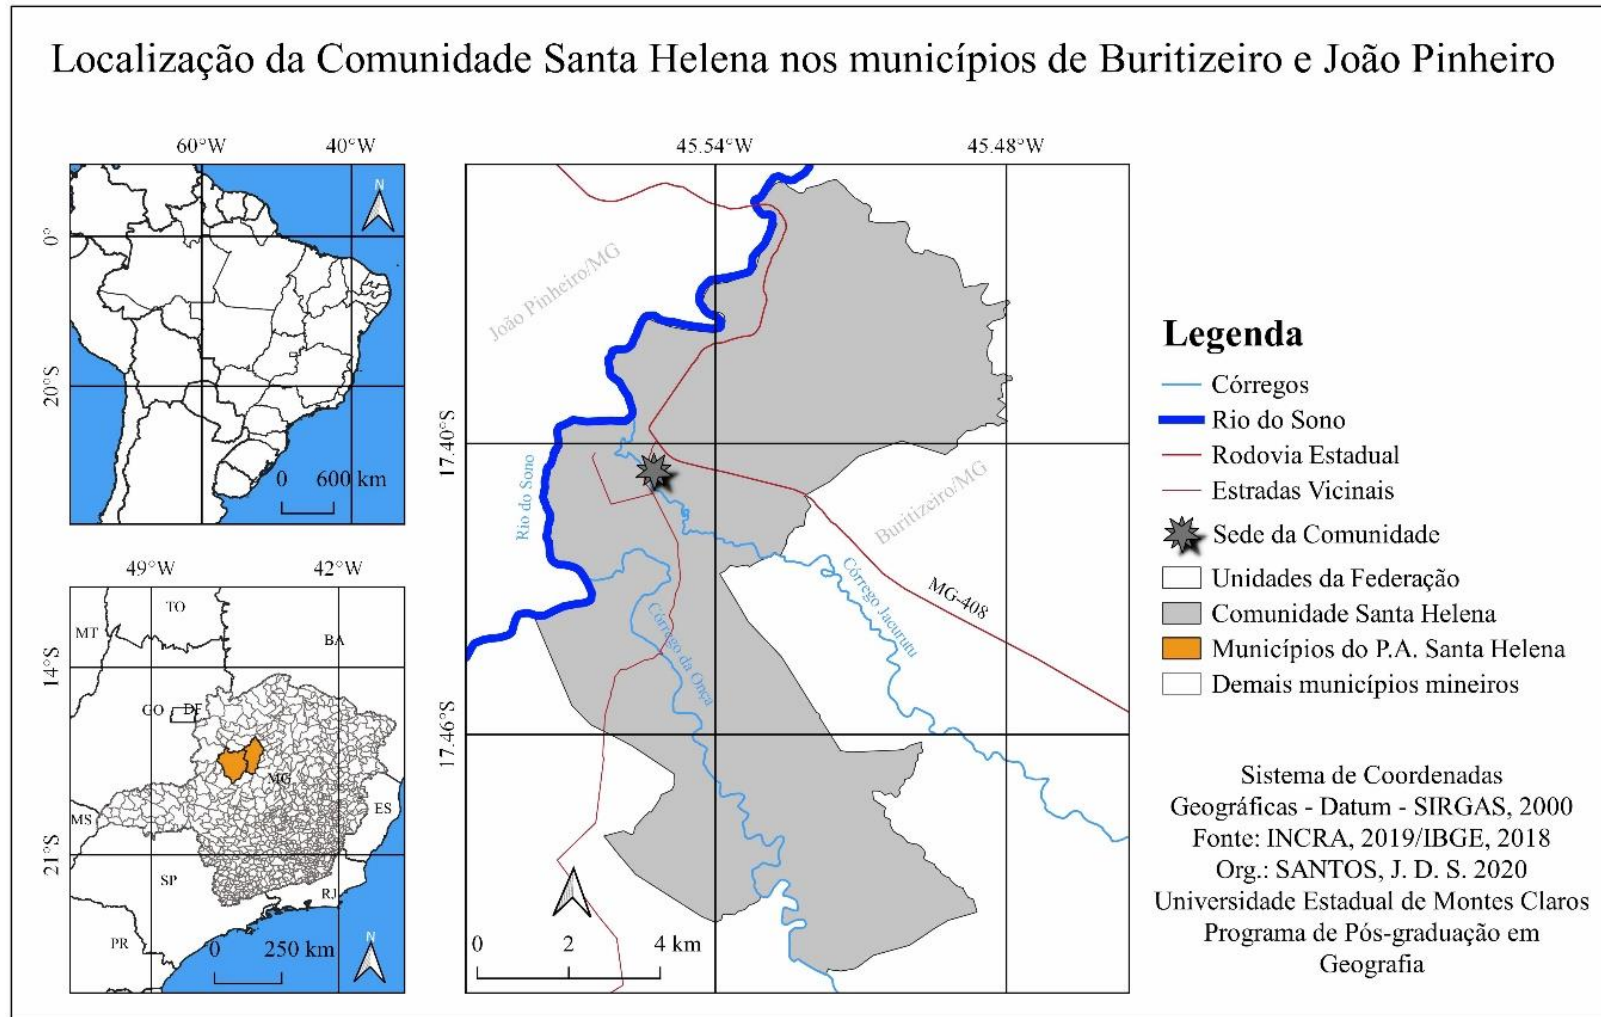 Localização da Comunidade Santa Helena nos municípios de Buritizeiro e João Pinheiro
60°W
40°W
N
0°
20°S
0
600 km
49°W
42°W
TO
MT
BA
14°S
GO
DF
MG
ES
MS
21°S
SP
RJ
PR
0
250 km
N
45.54°W
45.48°W
João Pinheiro/MG
17.40°S
Rio do Sono
Buritizeiro/MG
Córrego Jacurutu
MG-408
Córrego da Onça
17.46°S
0
2
4 km
Legenda
Córregos
Rio do Sono
Rodovia Estadual
Estradas Vicinais
Sede da Comunidade
Unidades da Federação
Comunidade Santa Helena
Municípios do P.A. Santa Helena
Demais municípios mineiros
Sistema de Coordenadas
Geográficas - Datum - SIRGAS, 2000
Fonte: INCRA, 2019/IBGE, 2018
Org.: SANTOS, J. D. S. 2020
Universidade Estadual de Montes Claros
Programa de Pós-graduação em
Geografia